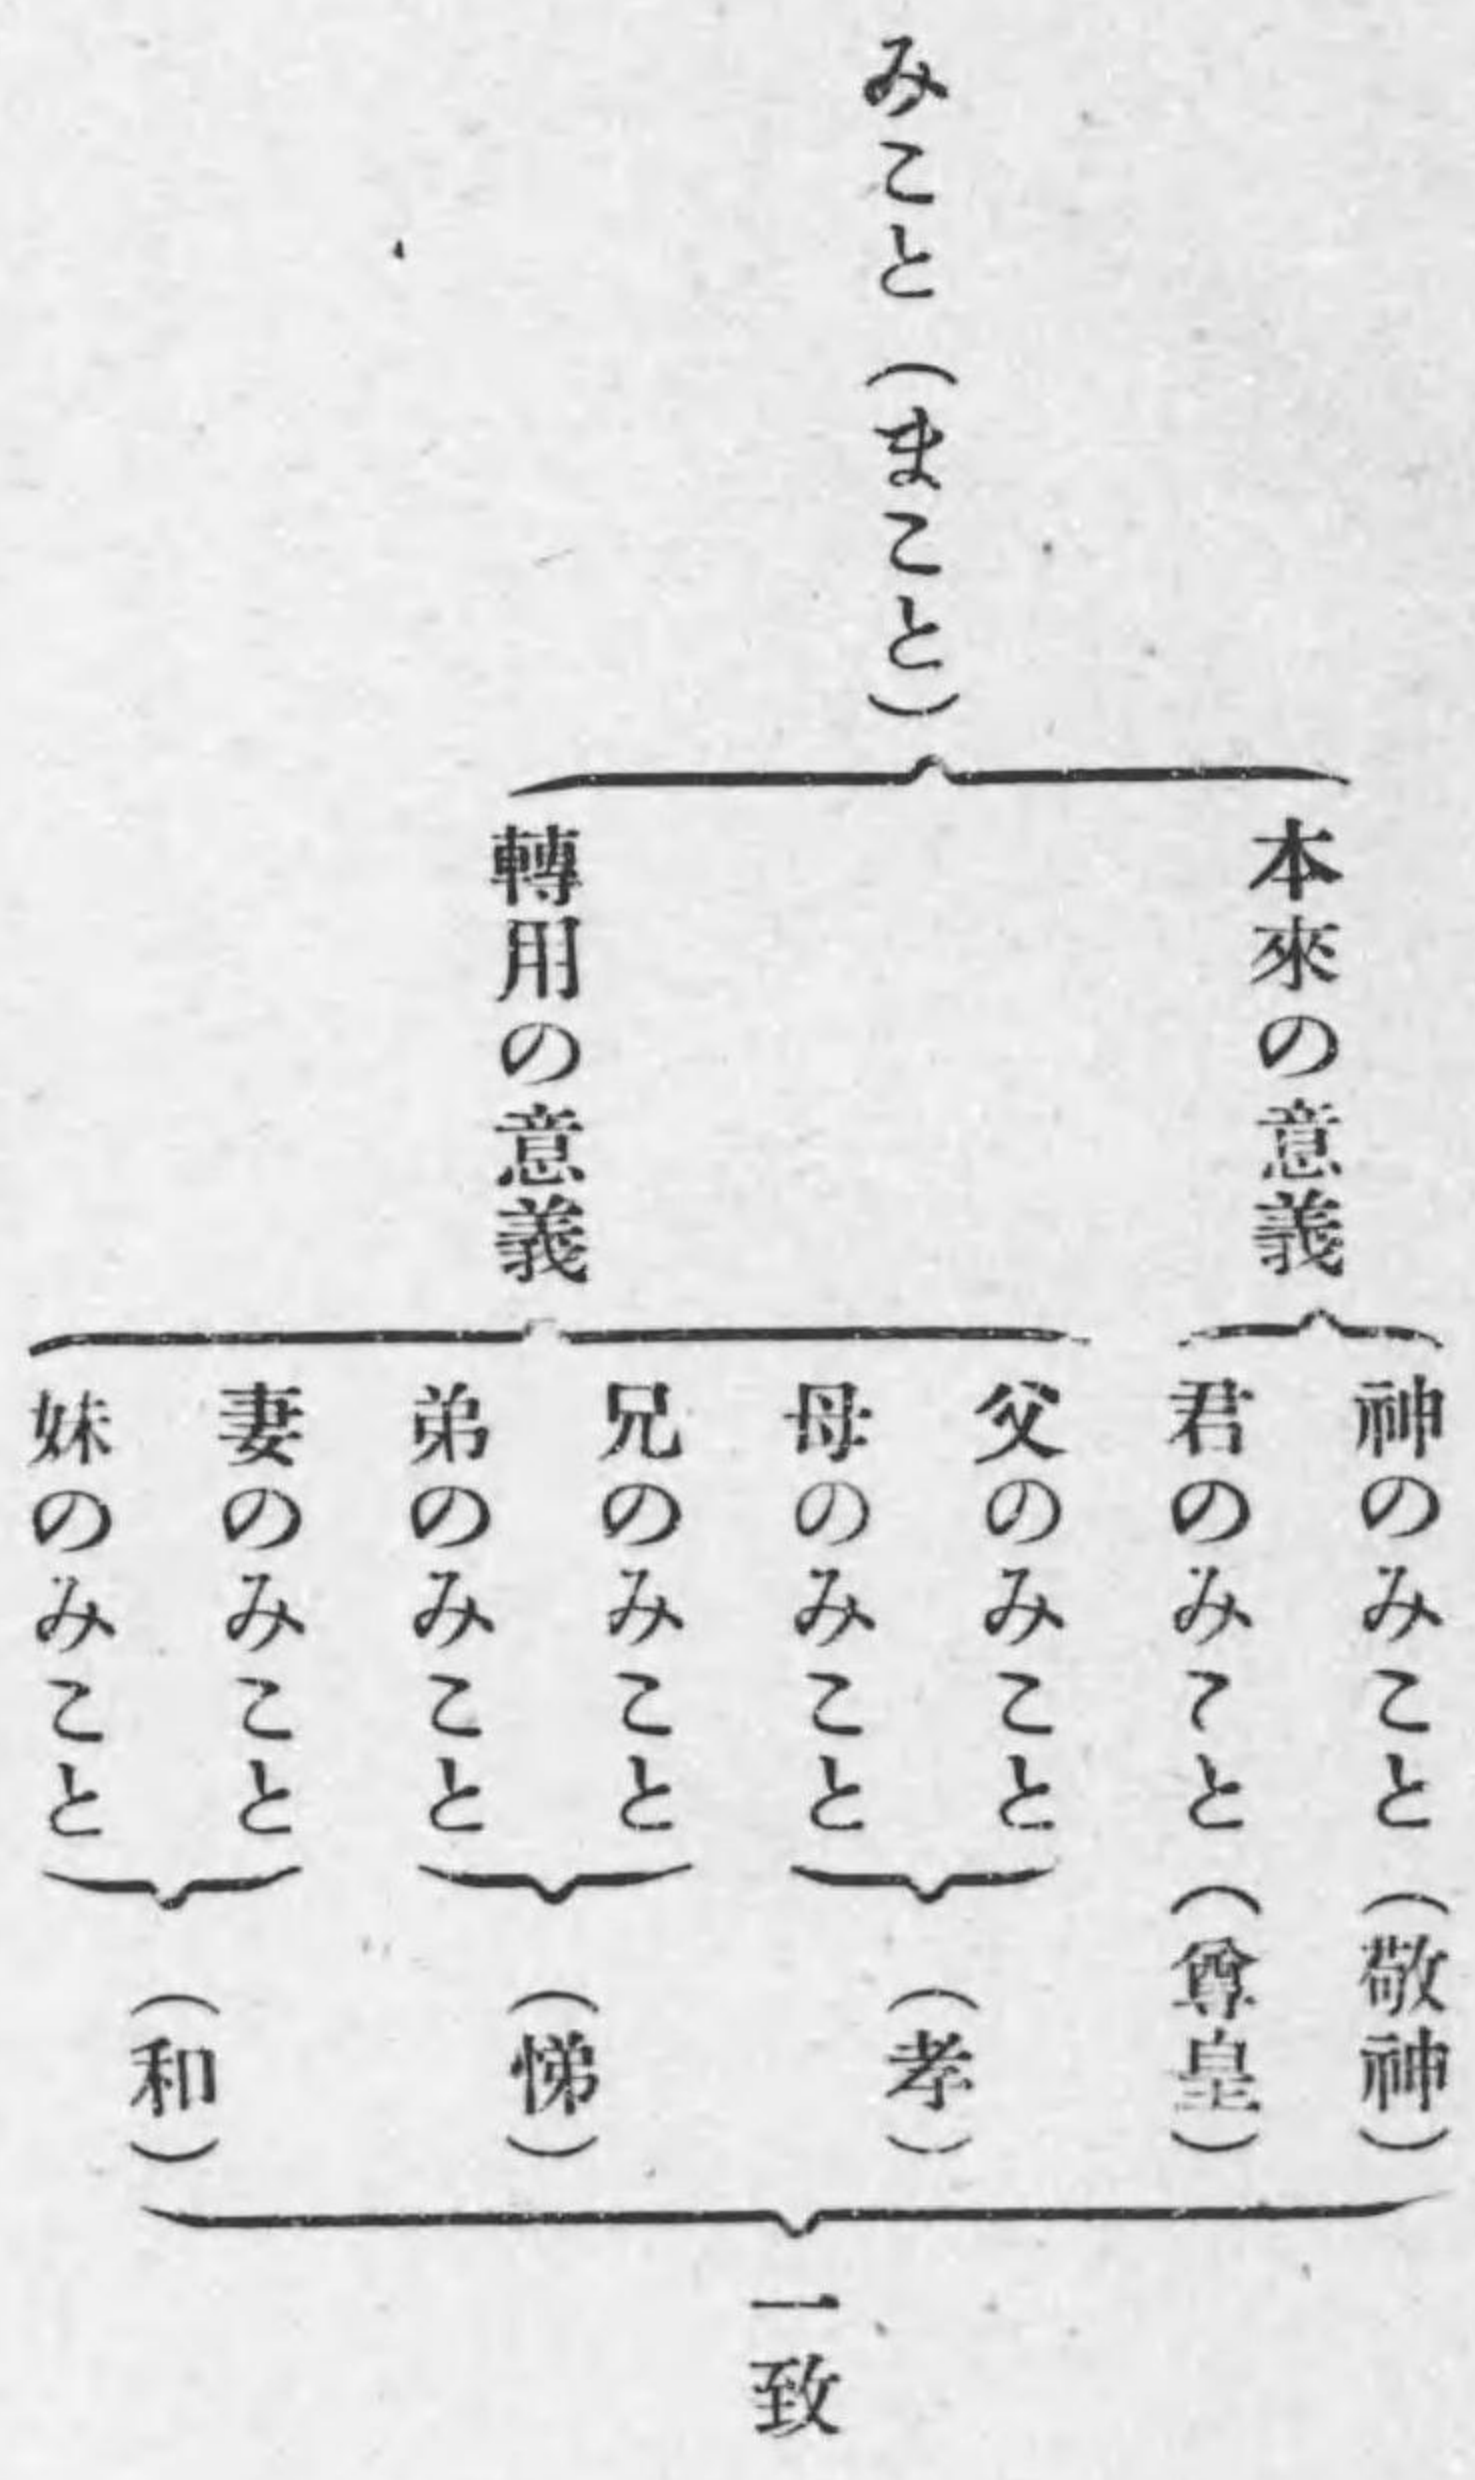 みこと（まこと）
本來の意義
神のみこと（敬神）
君のみこと（尊皇）
轉用の意義
父のみこと
母のみこと
（孝）
兄のみこと
弟のみこと
（悌）
妻のみこと
妹のみこと
（和）
一致